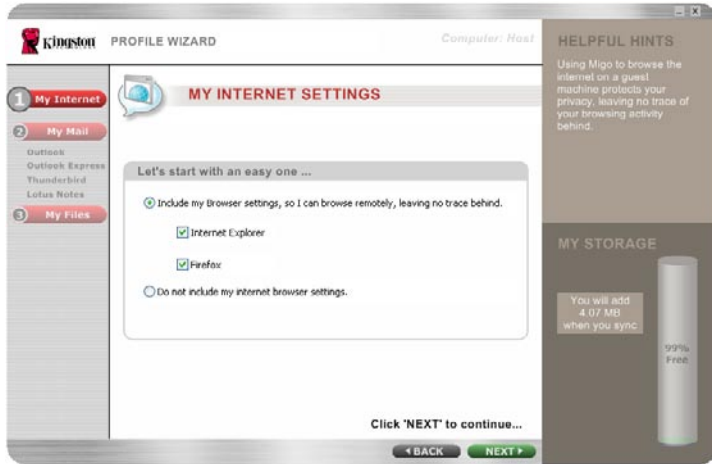 Kingston
PROFILE WIZARD
Computer: Host
1 My Internet
2 My Mail
Outlook
Outlook Express
Thunderbird
Lotus Notes
3 My Files
MY INTERNET SETTINGS
Let's start with an easy one ...
Include my Browser settings, so I can browse remotely, leaving no trace behind.
Internet Explorer
Firefox
Do not include my internet browser settings.
Click 'NEXT' to continue...
BACK
NEXT
HELPFUL HINTS
Using Migo to browse the
internet on a guest
machine protects your
privacy, leaving no trace of
your browsing activity
behind.
MY STORAGE
You will add
4.07 MB
when you sync
99%
Free